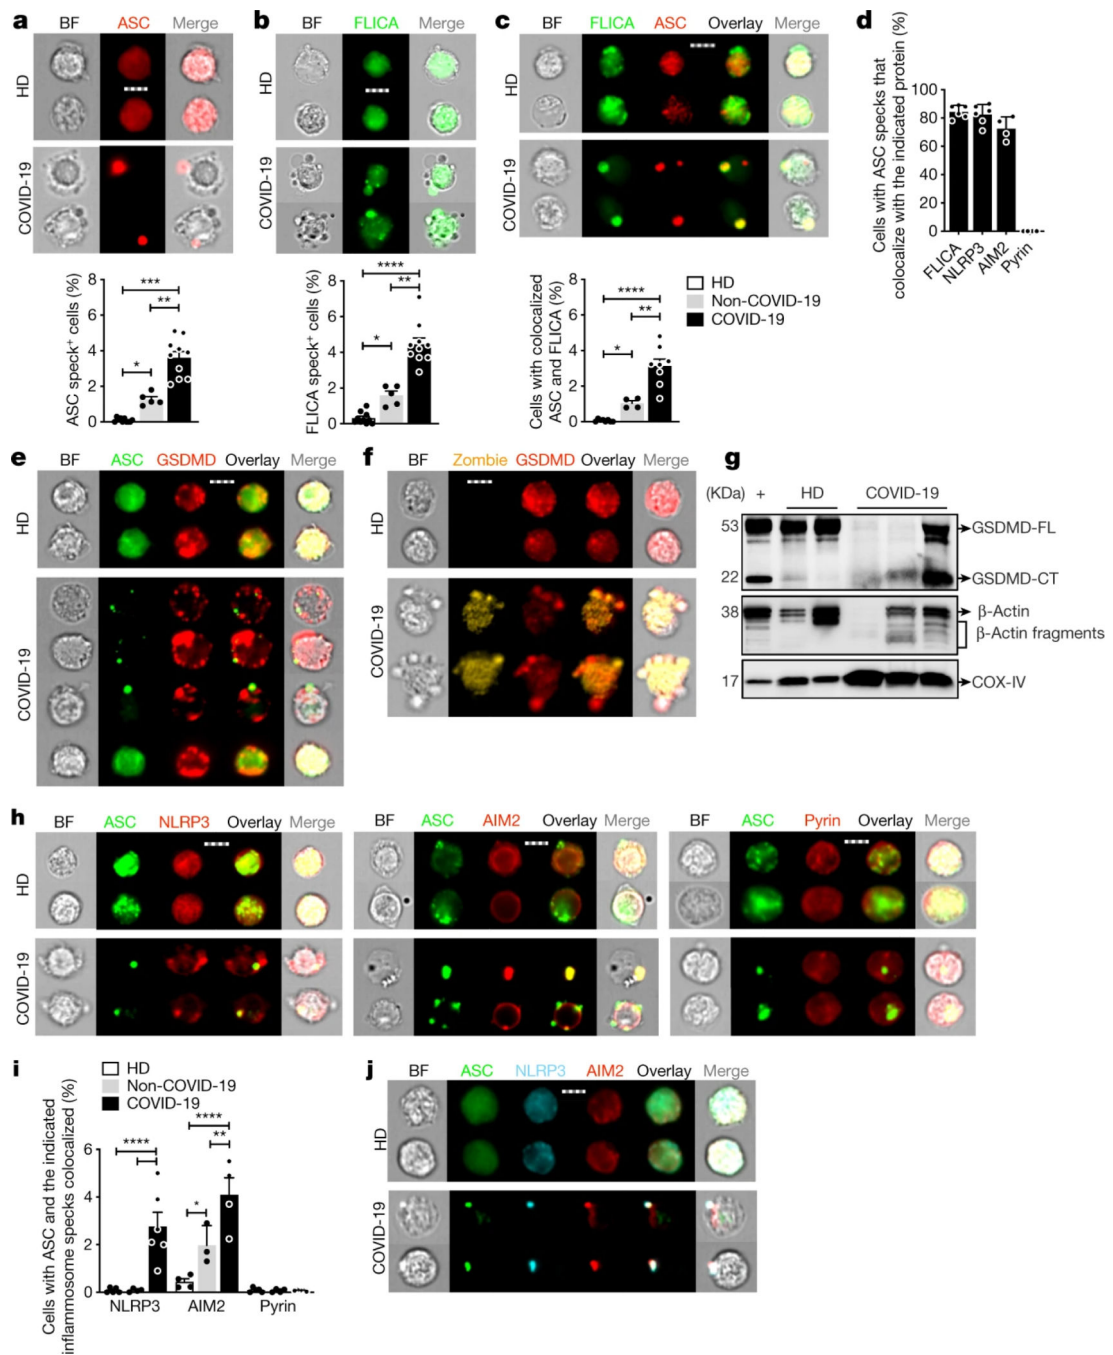 a
BF ASC Merge
HD
COVID-19
ASC speck+ cells (%)
8
6
4
2
0
***
**
*
b
BF FLICA Merge
HD
COVID-19
FLICA speck+ cells (%)
8
6
4
2
0
****
**
*
c
BF FLICA ASC Overlay Merge
HD
COVID-19
Cells with colocalized
ASC and FLICA (%)
8
6
4
2
0
****
**
*
HD
Non-COVID-19
COVID-19
d
Cells with ASC specks that
colocalize with the indicated protein (%)
100
80
60
40
20
0
FLICA
NLRP3
AIM2
Pyrin
e
BF ASC GSDMD Overlay Merge
HD
COVID-19
f
BF Zombie GSDMD Overlay Merge
HD
COVID-19
g
(KDa) + HD COVID-19
53 GSDMD-FL
22 GSDMD-CT
38 β-Actin
β-Actin fragments
17 COX-IV
h
BF ASC NLRP3 Overlay Merge
HD
COVID-19
BF ASC AIM2 Overlay Merge
BF ASC Pyrin Overlay Merge
i
HD
Non-COVID-19
COVID-19
Cells with ASC and the indicated
inflammosome specks colocalized (%)
6
4
2
0
****
****
**
*
NLRP3 AIM2 Pyrin
j
BF ASC NLRP3 AIM2 Overlay Merge
HD
COVID-19